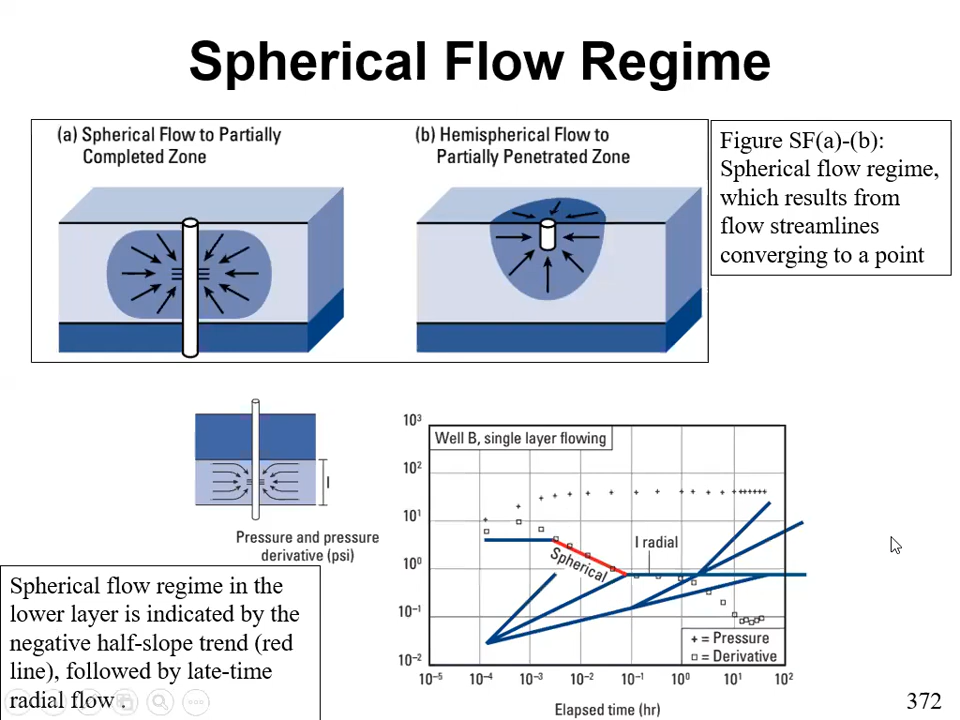 Spherical Flow Regime
(a) Spherical Flow to Partially
Completed Zone
(b) Hemispherical Flow to
Partially Penetrated Zone
Figure SF(a)-(b):
Spherical flow regime,
which results from
flow streamlines
converging to a point
l
Pressure and pressure
derivative (psi)
Spherical flow regime in the
lower layer is indicated by the
negative half-slope trend (red
line), followed by late-time
radial flow .
Well B, single layer flowing
10³
10²
10¹
10⁰
10⁻¹
10⁻²
Spherical
l radial
+ = Pressure
□ = Derivative
10⁻⁵ 10⁻⁴ 10⁻³ 10⁻² 10⁻¹ 10⁰ 10¹ 10²
Elapsed time (hr)
372